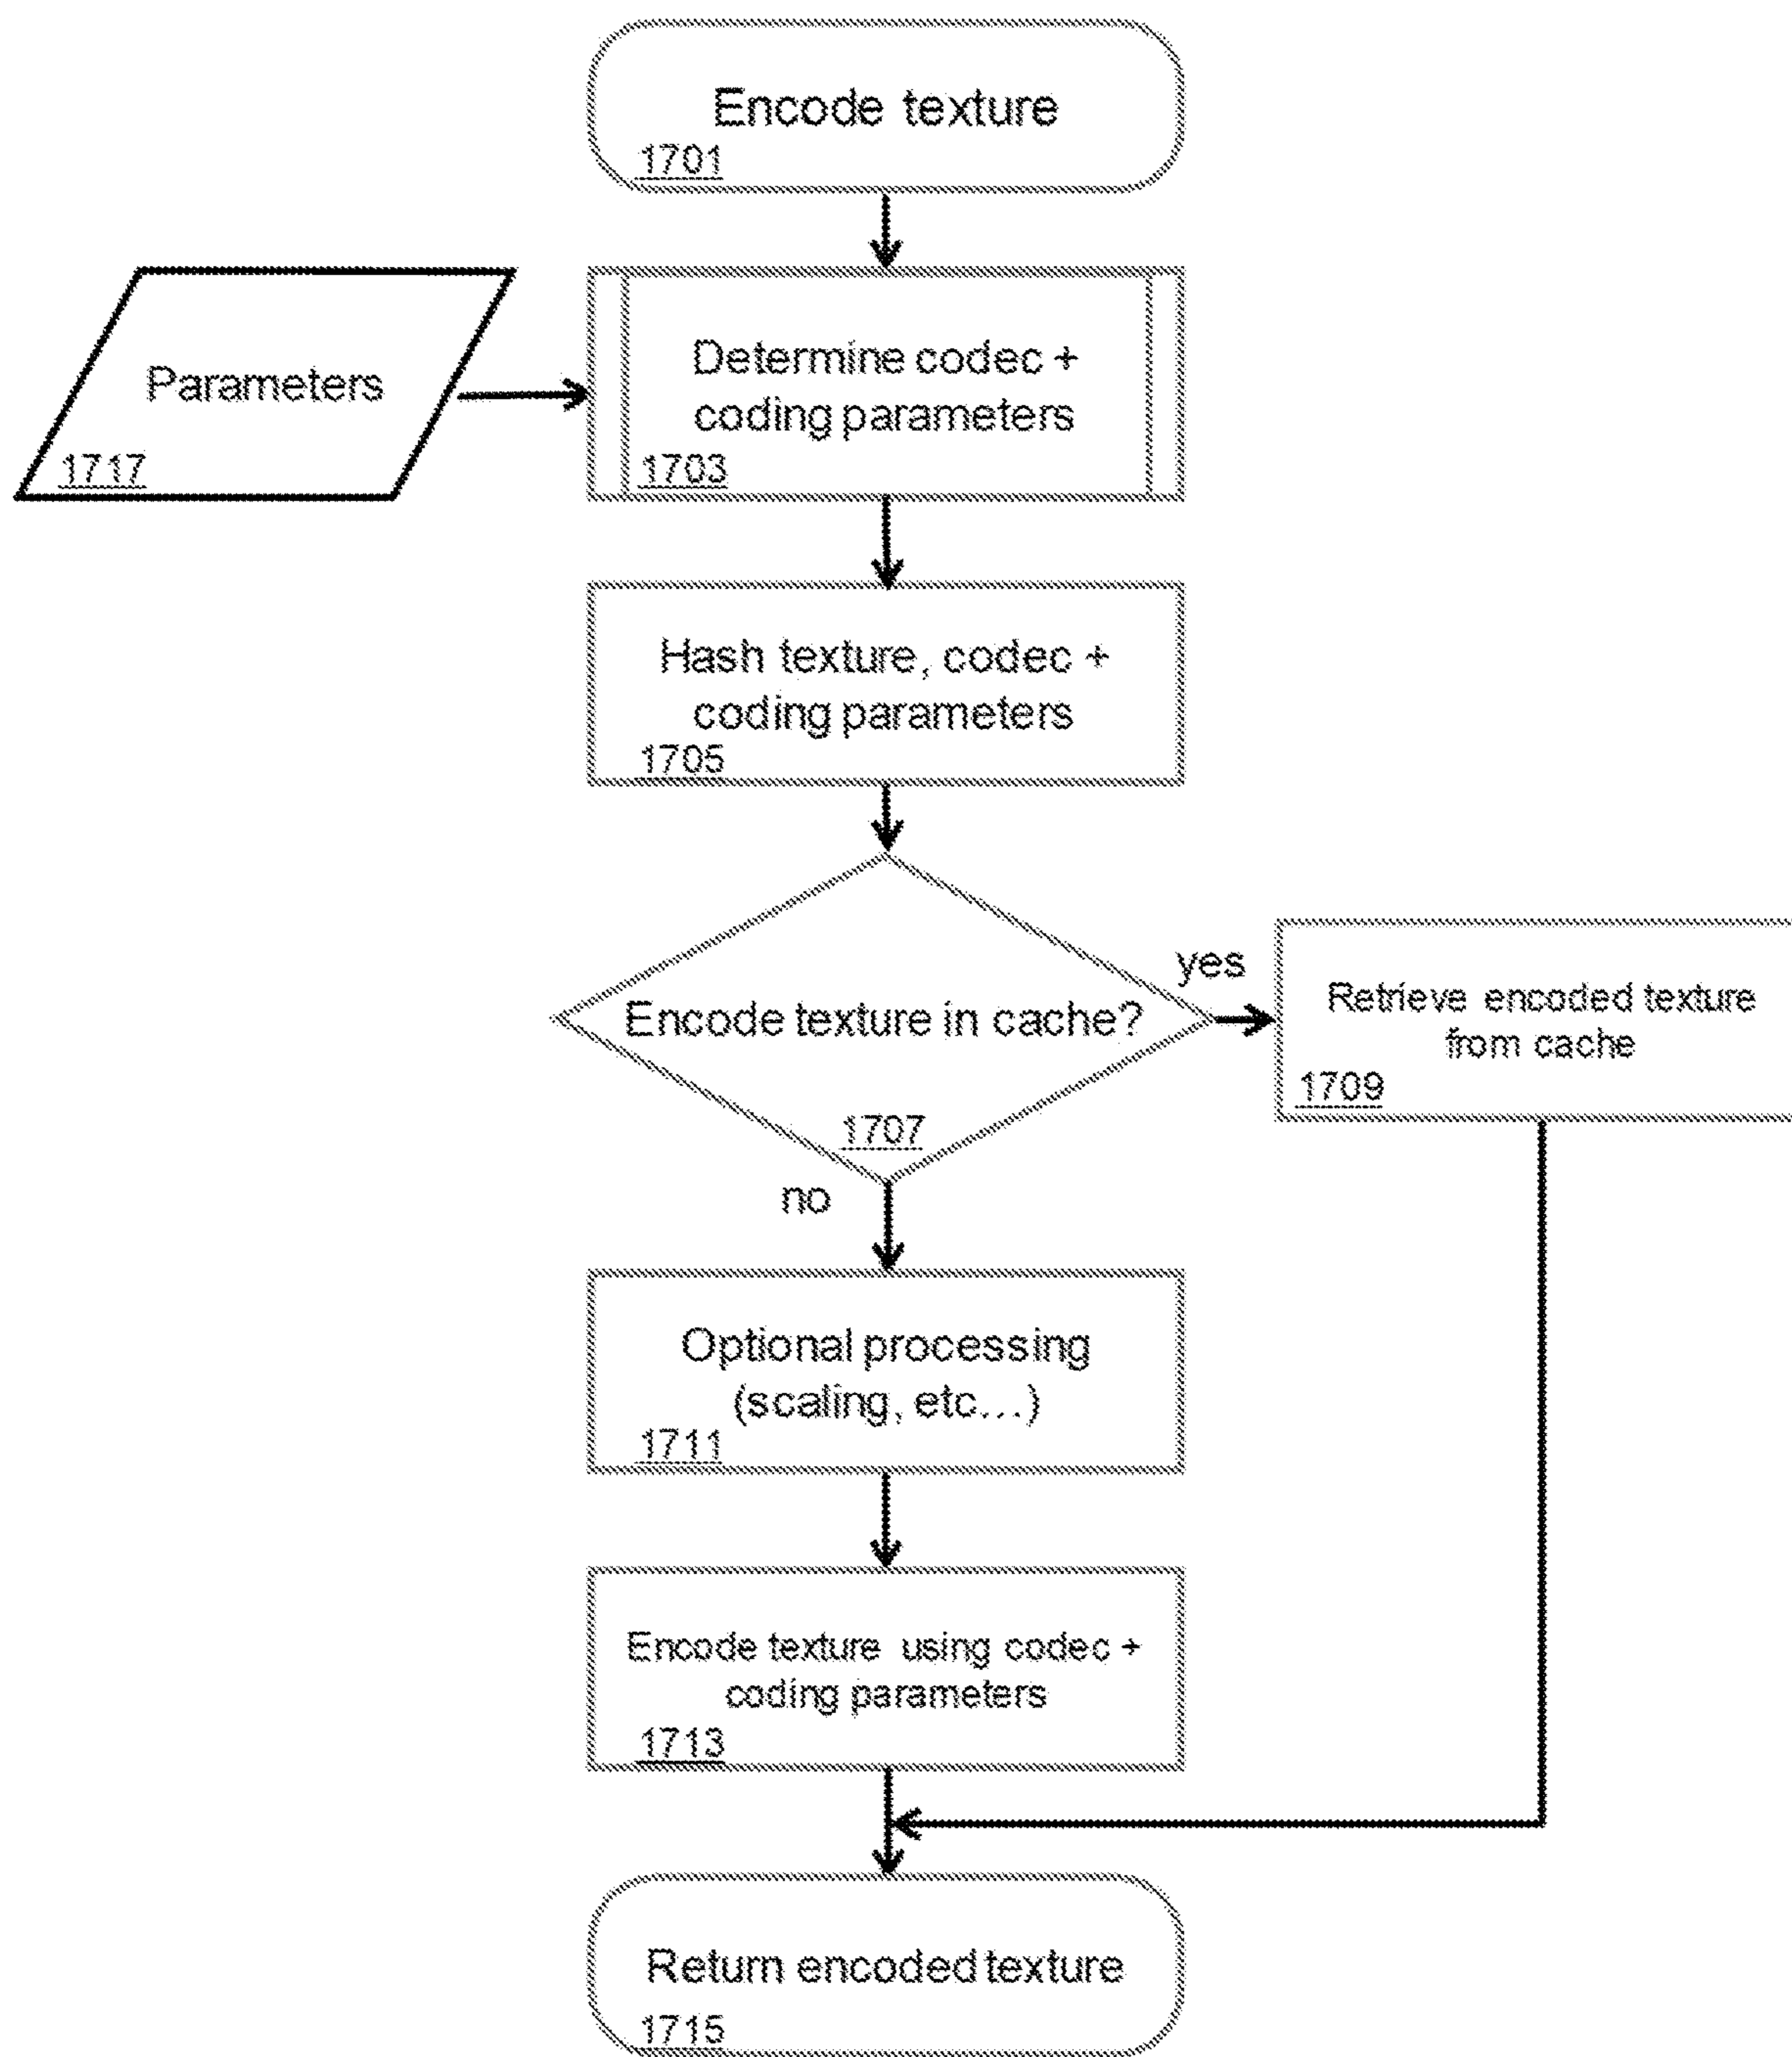 Encode texture
1701
Parameters
1717
Determine codec +
coding parameters
1703
Hash texture, codec +
coding parameters
1705
Encode texture in cache?
1707
yes
Retrieve encoded texture
from cache
1709
no
Optional processing
(scaling, etc...)
1711
Encode texture using codec +
coding parameters
1713
Return encoded texture
1715